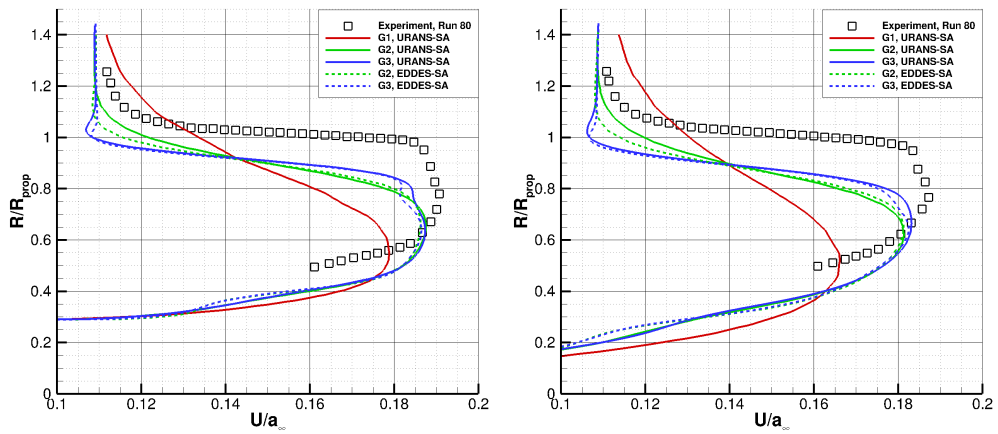 1.4
1.2
1
0.8
0.6
0.4
0.2
0
R/Rprop
0.1
0.12
0.14
0.16
0.18
0.2
U/a∞
Experiment, Run 80
G1, URANS-SA
G2, URANS-SA
G3, URANS-SA
G2, EDDES-SA
G3, EDDES-SA
1.4
1.2
1
0.8
0.6
0.4
0.2
0
R/Rprop
0.1
0.12
0.14
0.16
0.18
0.2
U/a∞
Experiment, Run 80
G1, URANS-SA
G2, URANS-SA
G3, URANS-SA
G2, EDDES-SA
G3, EDDES-SA